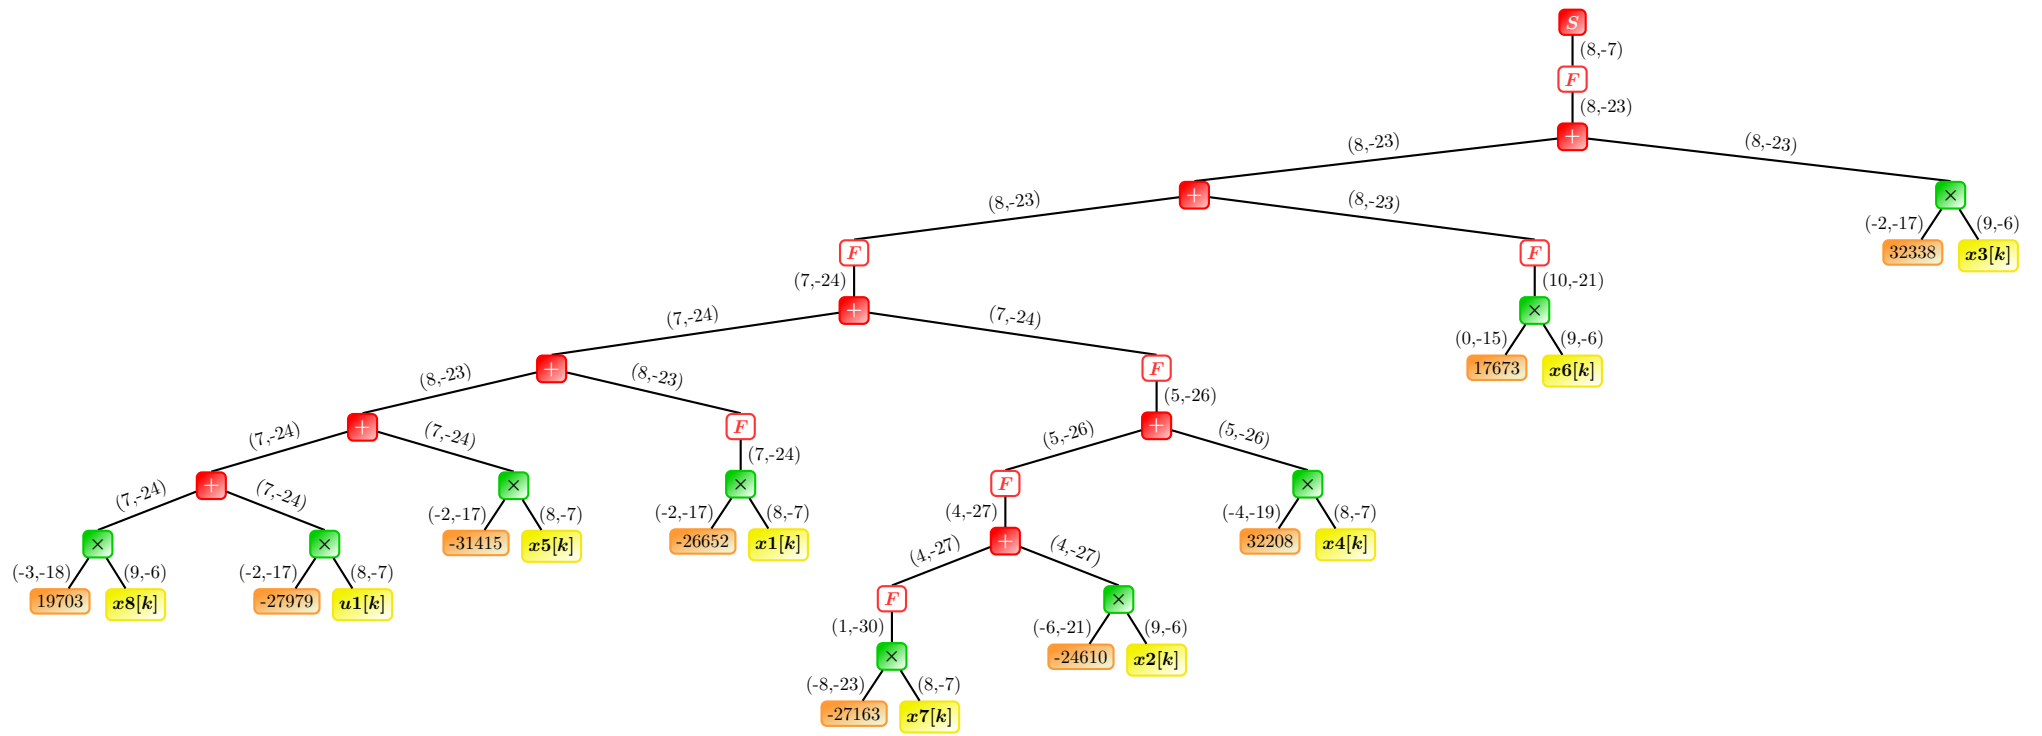 S
(8,-7)
F
(8,-23)
+
(8,-23) (8,-23)
+ ×
(8,-23) (8,-23) (-2,-17) (9,-6)
F F 32338 x3[k]
(7,-24) (10,-21)
+ ×
(7,-24) (7,-24) (0,-15) (9,-6)
+ F 17673 x6[k]
(8,-23) (8,-23) (5,-26)
+ F +
(7,-24) (7,-24) (7,-24) (5,-26) (5,-26)
+ × × F ×
(7,-24) (7,-24) (-2,-17) (8,-7) (-2,-17) (8,-7) (4,-27) (-4,-19) (8,-7)
× × -31415 x5[k] -26652 x1[k] + 32208 x4[k]
(-3,-18) (9,-6) (-2,-17) (8,-7) (4,-27) (4,-27)
19703 x8[k] -27979 u1[k] F ×
(1,-30) (-6,-21) (9,-6)
× -24610 x2[k]
(-8,-23) (8,-7)
-27163 x7[k]